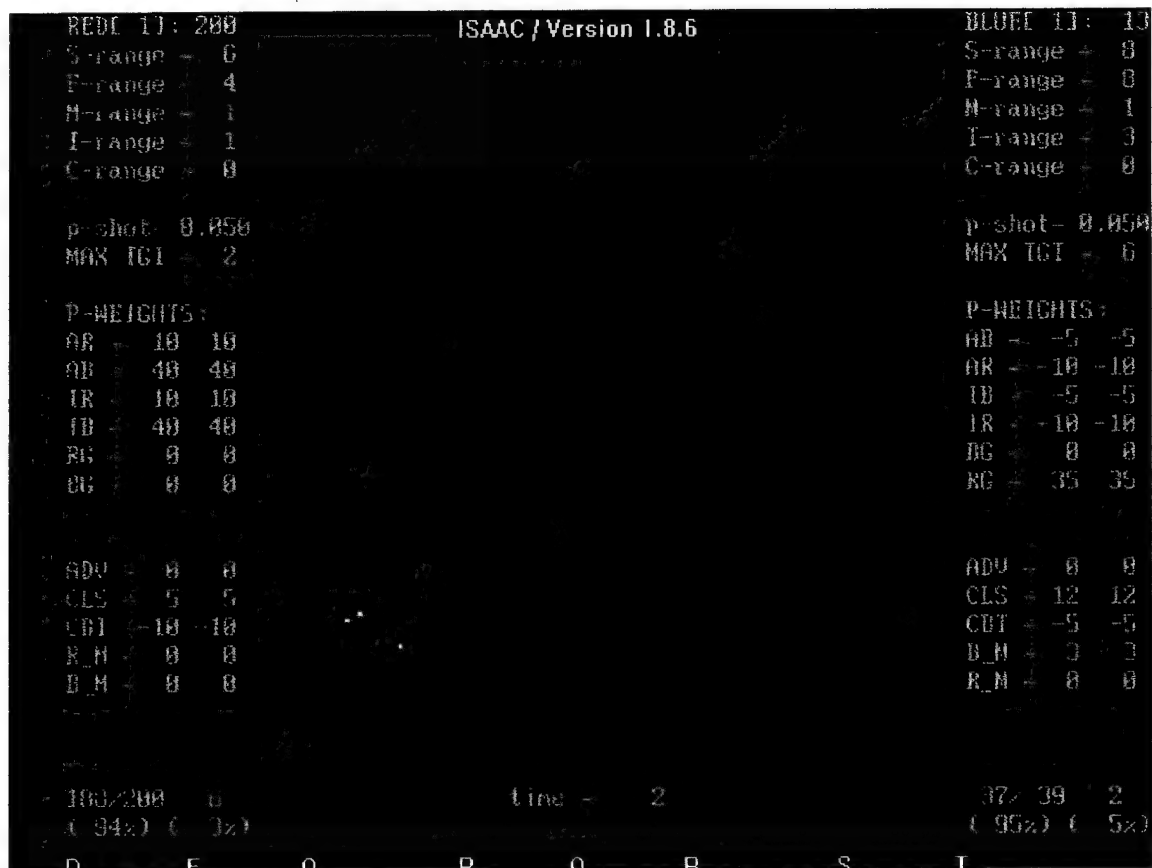 ISAAC / Version 1.8.6
RED[ 1]: 200
S-range = 6
F-range = 4
M-range = 1
I-range = 1
C-range = 0
p-shot= 0.050
MAX TGT = 2
P-WEIGHTS:
AR = 10 10
AB = 40 40
IR = 10 10
IB = 40 40
RG = 0 0
BG = 0 0
ADV = 0 0
CLS = 5 5
CBT =-10 -10
R_M = 0 0
B_M = 0 0
/200
( 94%) ( 3%)
time = 2
BLUE[ 1]: 13
S-range = 8
F-range = 8
M-range = 1
T-range = 3
C-range = 0
p-shot= 0.050
MAX TGT = 6
P-WEIGHTS:
AB = -5 -5
AR = -10 -10
IB = -5 -5
IR = -10 -10
BG = 0 0
RG = 35 35
ADV = 0 0
CLS = 12 12
CBT = -5 -5
B_M = 3 3
R_M = 0 0
37/ 39 2
( 95%) ( 5%)